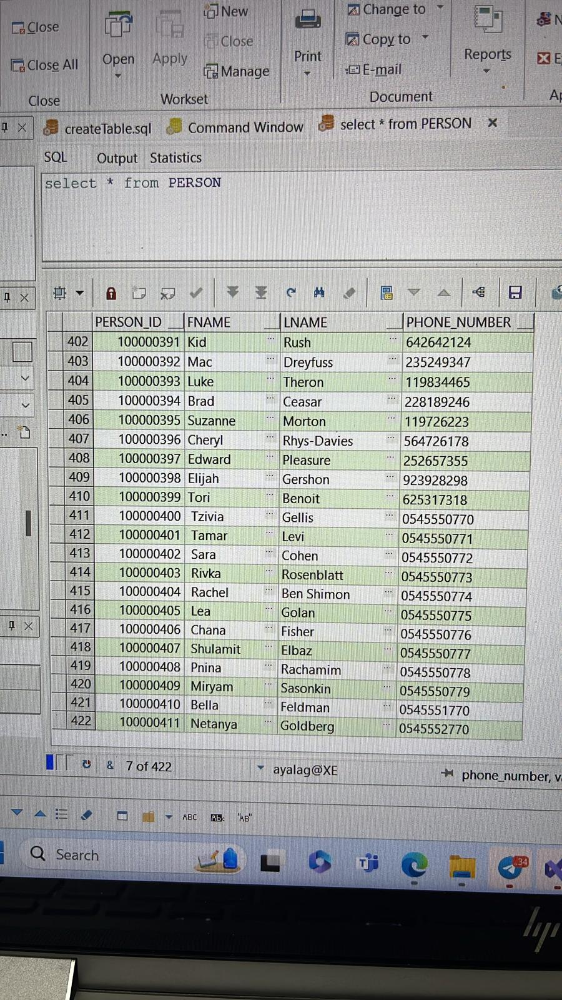 Close
Close All
Close
Open
Apply
New
Close
Manage
Workset
Print
Change to
Copy to
E-mail
Document
Reports
createTable.sql
Command Window
select * from PERSON
SQL
Output
Statistics
select * from PERSON
PERSON_ID FNAME LNAME PHONE_NUMBER
402 100000391 Kid ... Rush ... 642642124
403 100000392 Mac ... Dreyfuss ... 235249347
404 100000393 Luke ... Theron ... 119834465
405 100000394 Brad ... Ceasar ... 228189246
406 100000395 Suzanne ... Morton ... 119726223
407 100000396 Cheryl ... Rhys-Davies ... 564726178
408 100000397 Edward ... Pleasure ... 252657355
409 100000398 Elijah ... Gershon ... 923928298
410 100000399 Tori ... Benoit ... 625317318
411 100000400 Tzivia ... Gellis ... 0545550770
412 100000401 Tamar ... Levi ... 0545550771
413 100000402 Sara ... Cohen ... 0545550772
414 100000403 Rivka ... Rosenblatt ... 0545550773
415 100000404 Rachel ... Ben Shimon ... 0545550774
416 100000405 Lea ... Golan ... 0545550775
417 100000406 Chana ... Fisher ... 0545550776
418 100000407 Shulamit ... Elbaz ... 0545550777
419 100000408 Pnina ... Rachamim ... 0545550778
420 100000409 Miryam ... Sasonkin ... 0545550779
421 100000410 Bella ... Feldman ... 0545551770
422 100000411 Netanya ... Goldberg ... 0545552770
& 7 of 422
ayalag@XE
phone_number, v
ABC
"AB"
Search
hp